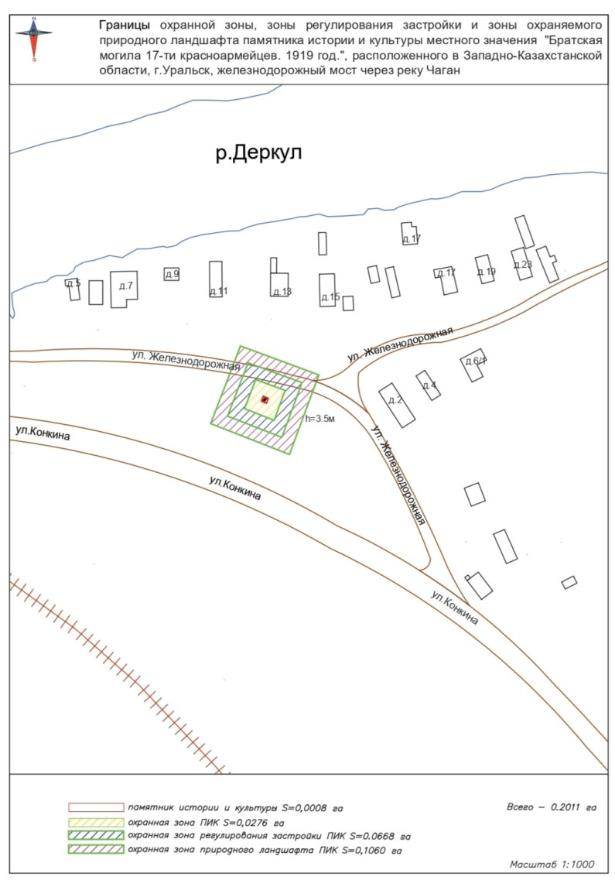 Границы охранной зоны, зоны регулирования застройки и зоны охраняемого
природного ландшафта памятника истории и культуры местного значения "Братская
могила 17-ти красноармейцев. 1919 год.", расположенного в Западно-Казахстанской
области, г.Уральск, железнодорожный мост через реку Чаган
р.Деркул
д.17
д.5
д.7
д.9
д.11
д.13
д.15
д.17
д.19
д.23
ул. Железнодорожная
ул. Железнодорожная
д.2
д.4
h=3.5м
ул. Железнодорожная
ул.Конкина
ул.Конкина
ул.Конкина
памятник истории и культуры S=0,0008 га
Всего – 0.2011 га
охранная зона ПИК S=0,0276 га
охранная зона регулирования застройки ПИК S=0.0668 га
охранная зона природного ландшафта ПИК S=0,1060 га
Масштаб 1:1000